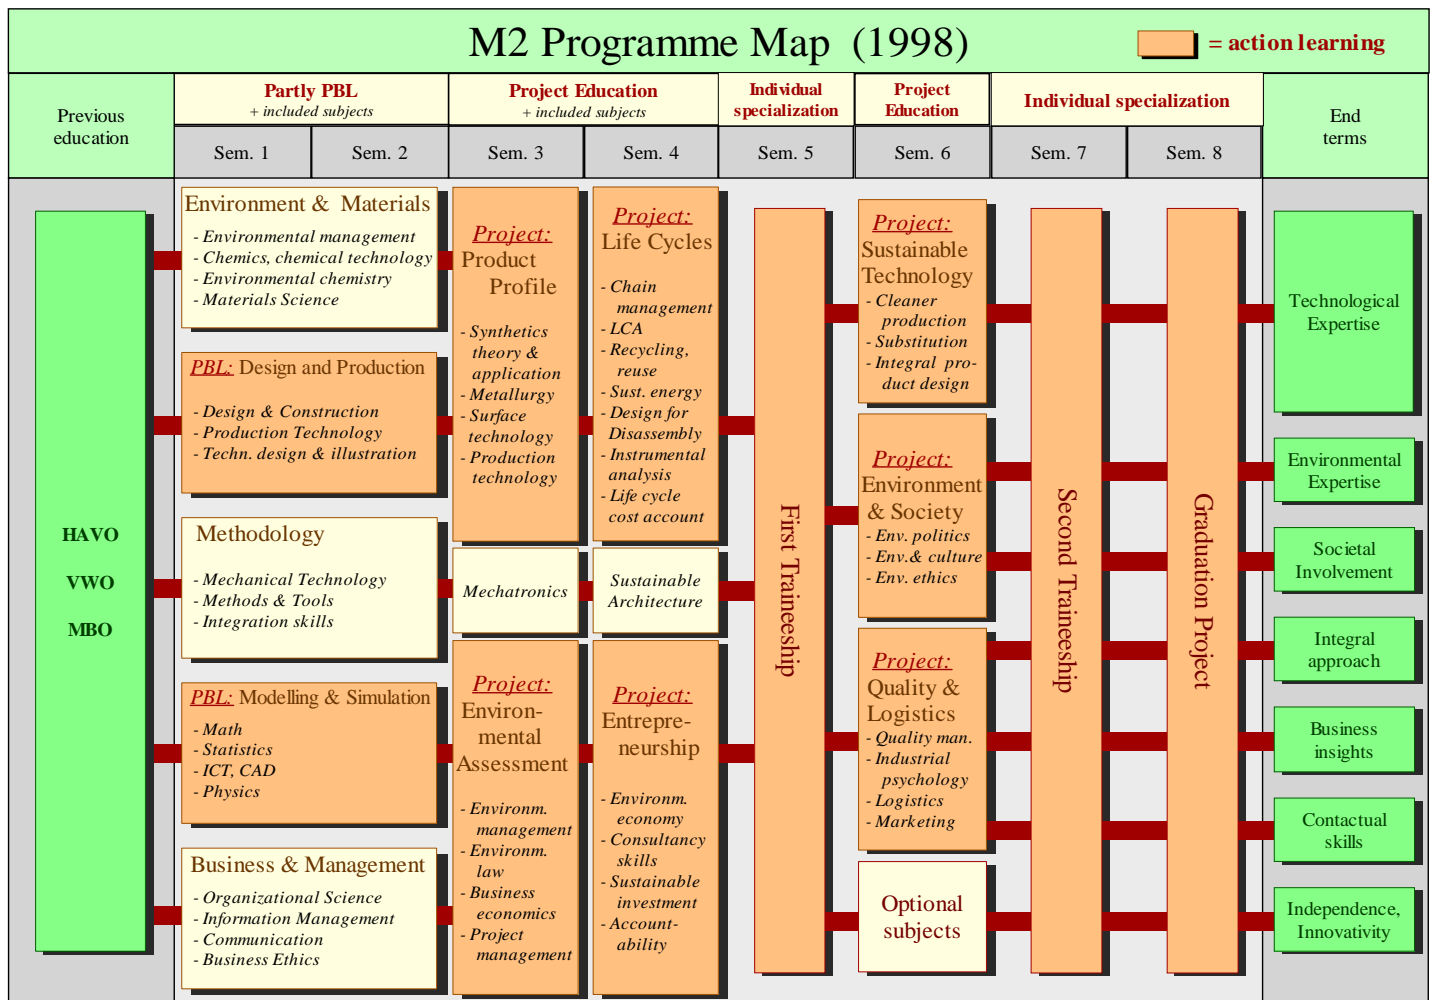 M2 Programme Map (1998)
= action learning
Previous
education
Partly PBL
+ included subjects
Project Education
+ included subjects
Individual
specialization
Project
Education
Individual specialization
End
terms
Sem. 1
Sem. 2
Sem. 3
Sem. 4
Sem. 5
Sem. 6
Sem. 7
Sem. 8
HAVO
VWO
MBO
Environment & Materials
- Environmental management
- Chemics, chemical technology
- Environmental chemistry
- Materials Science
PBL: Design and Production
- Design & Construction
- Production Technology
- Techn. design & illustration
Methodology
- Mechanical Technology
- Methods & Tools
- Integration skills
PBL: Modelling & Simulation
- Math
- Statistics
- ICT, CAD
- Physics
Business & Management
- Organizational Science
- Information Management
- Communication
- Business Ethics
Project:
Product
Profile
- Synthetics
theory &
application
- Metallurgy
- Surface
technology
- Production
technology
Mechatronics
Project:
Environ-
mental
Assessment
- Environm.
management
- Environm.
law
- Business
economics
- Project
management
Project:
Life Cycles
- Chain
management
- LCA
- Recycling,
reuse
- Sust. energy
- Design for
Disassembly
- Instrumental
analysis
- Life cycle
cost account
Sustainable
Architecture
Project:
Entrepre-
neurship
- Environm.
economy
- Consultancy
skills
- Sustainable
investment
- Account-
ability
First Traineeship
Project:
Sustainable
Technology
- Cleaner
production
- Substitution
- Integral pro-
duct design
Project:
Environment
& Society
- Env. politics
- Env.& culture
- Env. ethics
Project:
Quality &
Logistics
- Quality man.
- Industrial
psychology
- Logistics
- Marketing
Optional
subjects
Second Traineeship
Graduation Project
Technological
Expertise
Environmental
Expertise
Societal
Involvement
Integral
approach
Business
insights
Contactual
skills
Independence,
Innovativity